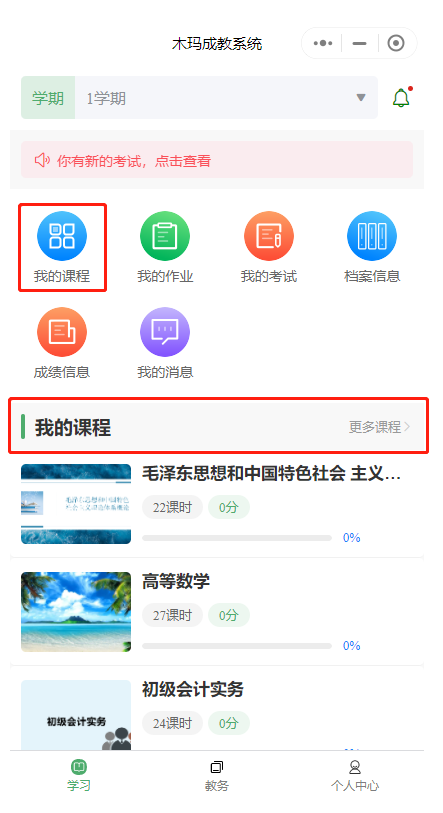 木玛成教系统
学期 1学期
你有新的考试，点击查看
我的课程 我的作业 我的考试 档案信息
成绩信息 我的消息
我的课程 更多课程
毛泽东思想和中国特色社会 主义...
22课时 0分
0%
高等数学
27课时 0分
0%
初级会计实务
初级会计实务
24课时 0分
学习 教务 个人中心